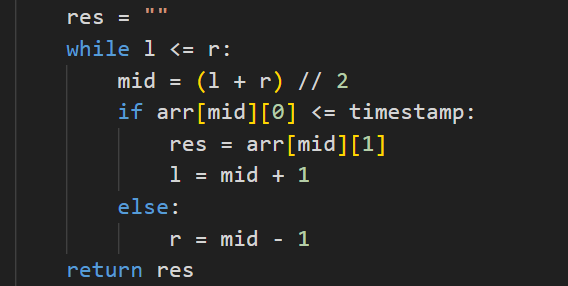 res = ""
while l <= r:
    mid = (l + r) // 2
    if arr[mid][0] <= timestamp:
        res = arr[mid][1]
        l = mid + 1
    else:
        r = mid - 1
return res